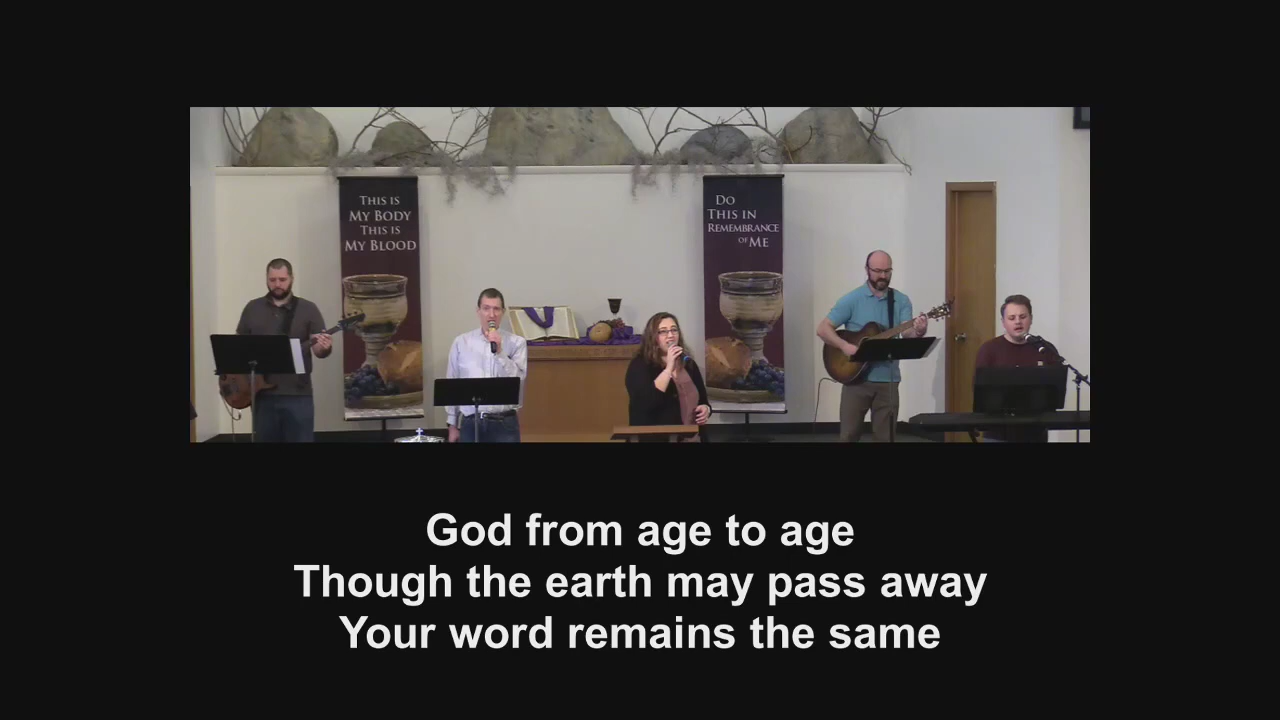 THIS IS
MY BODY
THIS IS
MY BLOOD
DO
THIS IN
REMEMBRANCE
OF ME
God from age to age
Though the earth may pass away
Your word remains the same